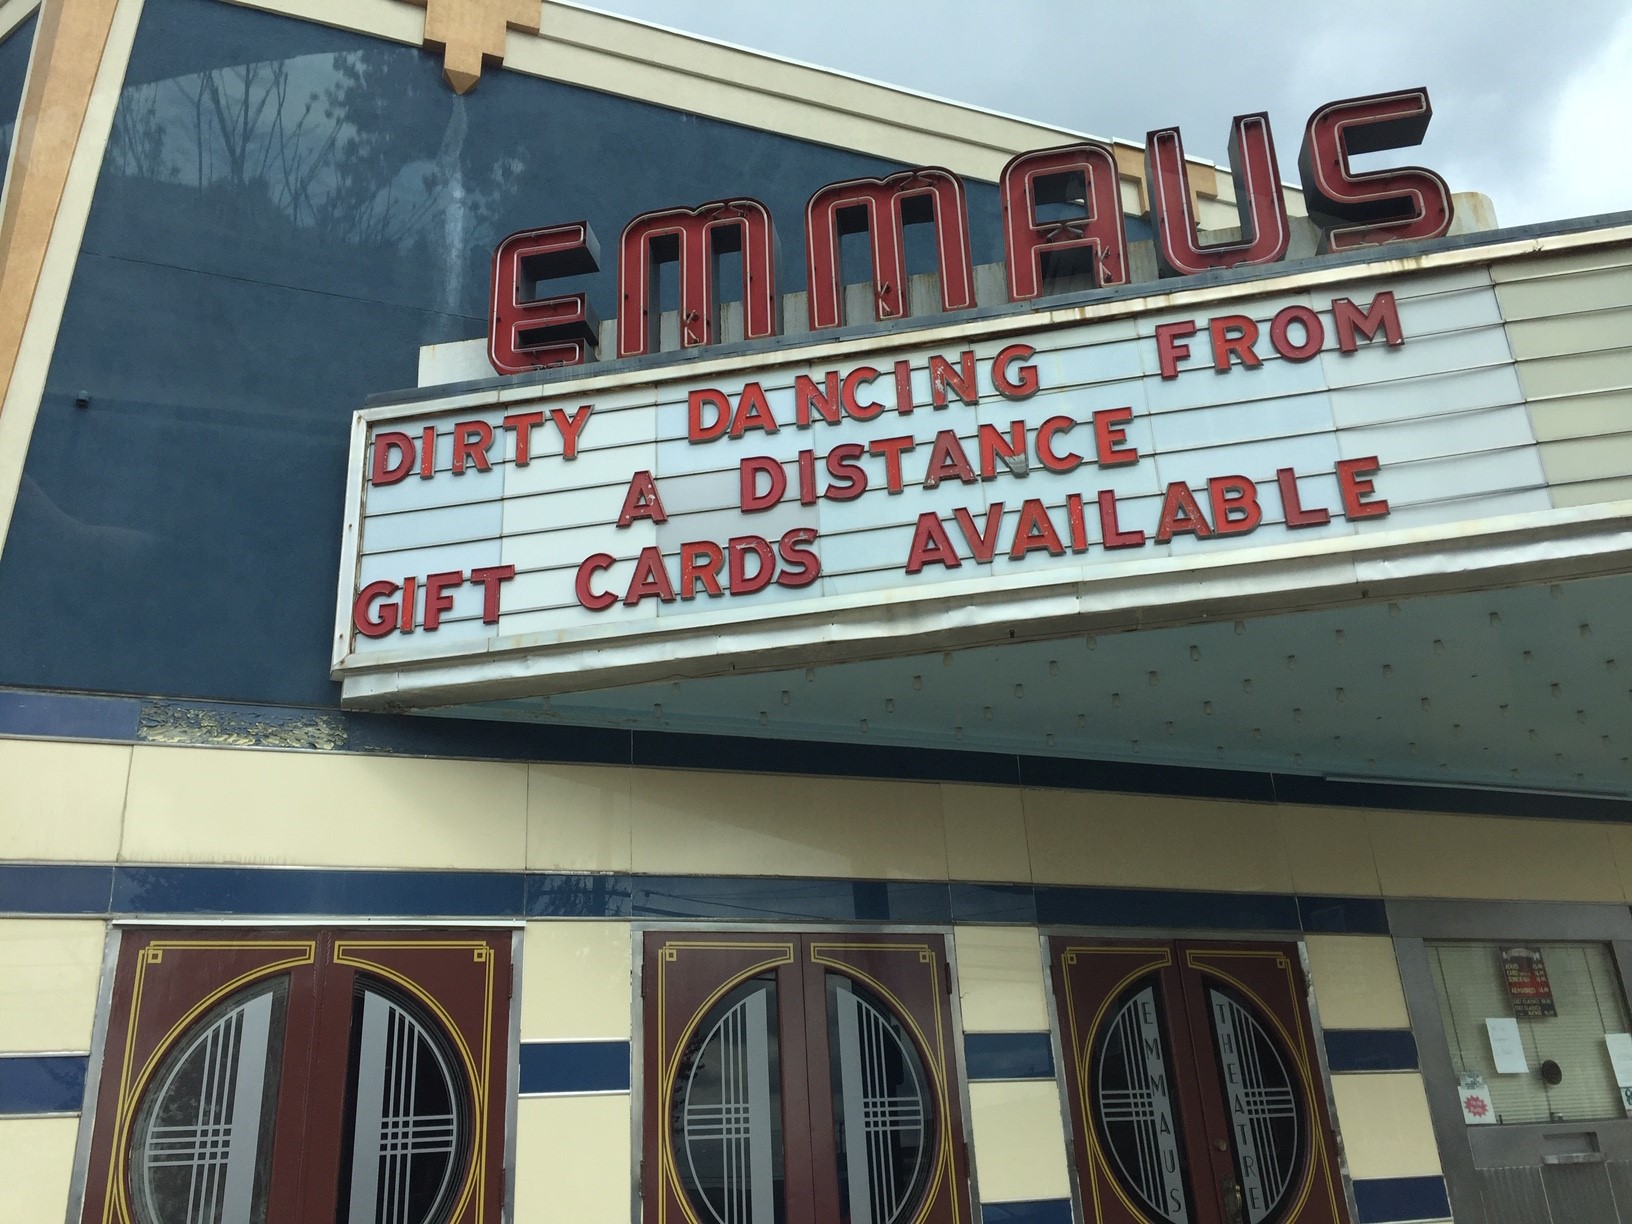 EMMAUS
DIRTY DANCING FROM
A DISTANCE
GIFT CARDS AVAILABLE
EMMAUS
THEATRE